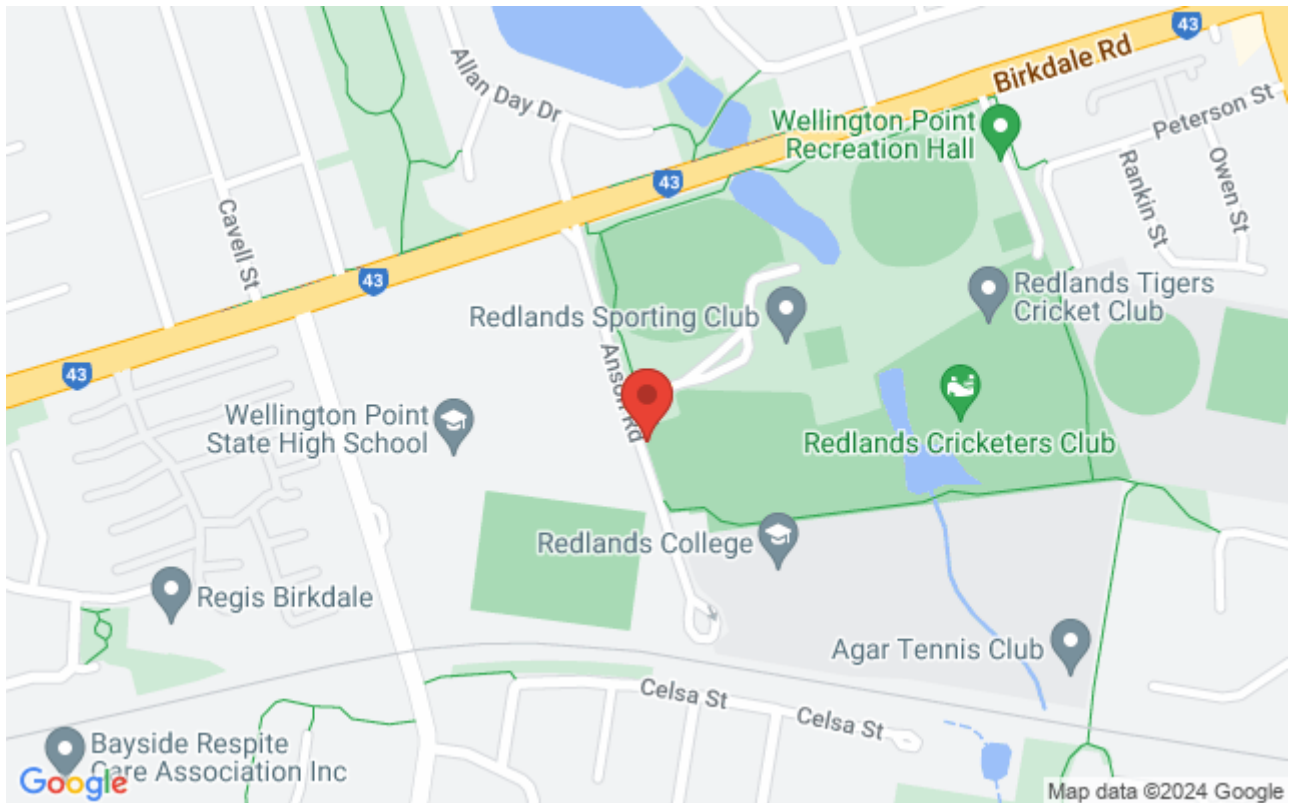 43
Birkdale Rd
Allan Day Dr
Wellington Point
Recreation Hall
Peterson St
Rankin St
Owen St
43
Cavell St
43
Redlands Sporting Club
Redlands Tigers
Cricket Club
43
Anson Rd
Wellington Point
State High School
Redlands Cricketers Club
Redlands College
Regis Birkdale
Agar Tennis Club
Celsa St
Celsa St
Bayside Respite
Care Association Inc
Google
Map data ©2024 Google